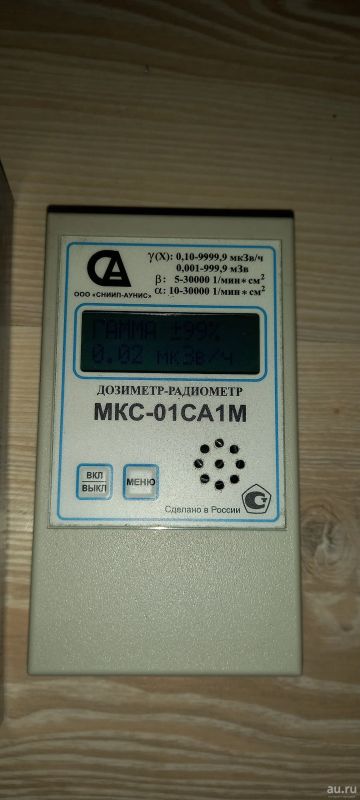 СА
ООО "СНИИП-АУНИС"
γ(X): 0,10-9999,9 мкЗв/ч
0,001-999,9 мЗв
β: 5-30000 1/мин*см²
α: 10-30000 1/мин*см²
ГАММА ±99%
0.02 мкЗв/ч
ДОЗИМЕТР-РАДИОМЕТР
МКС-01СА1М
ВКЛ
ВЫКЛ
МЕНЮ
Сделано в России
au.ru